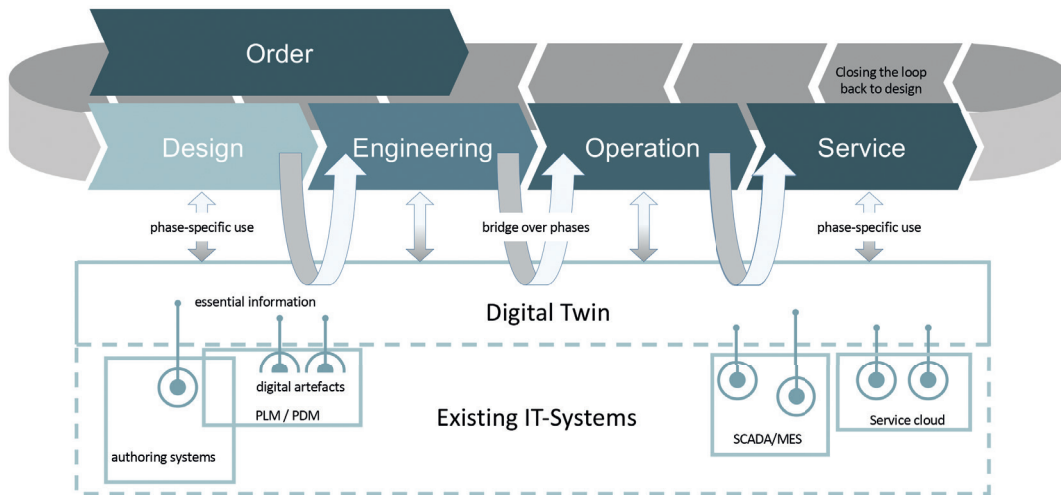 Order
Closing the loop
back to design
Design
Engineering
Operation
Service
phase-specific use
bridge over phases
phase-specific use
essential information
Digital Twin
digital artefacts
PLM / PDM
authoring systems
Existing IT-Systems
SCADA/MES
Service cloud